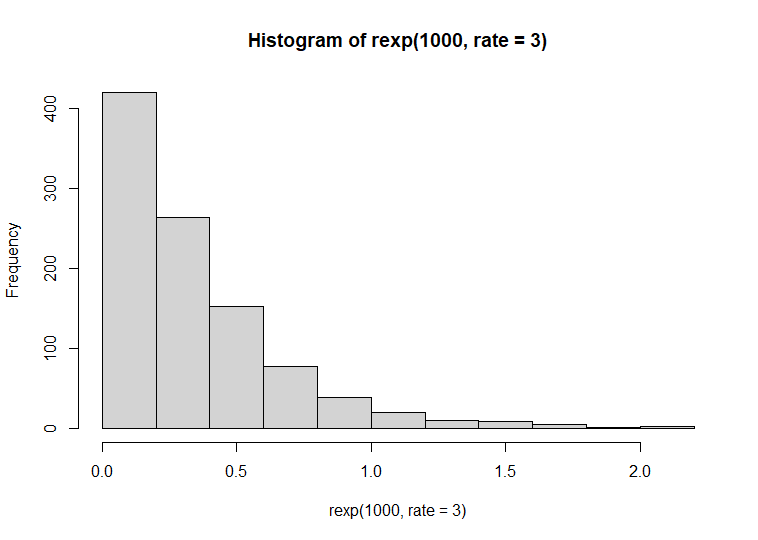 Histogram of rexp(1000, rate = 3)
Frequency
400
300
200
100
0
0.0 0.5 1.0 1.5 2.0
rexp(1000, rate = 3)